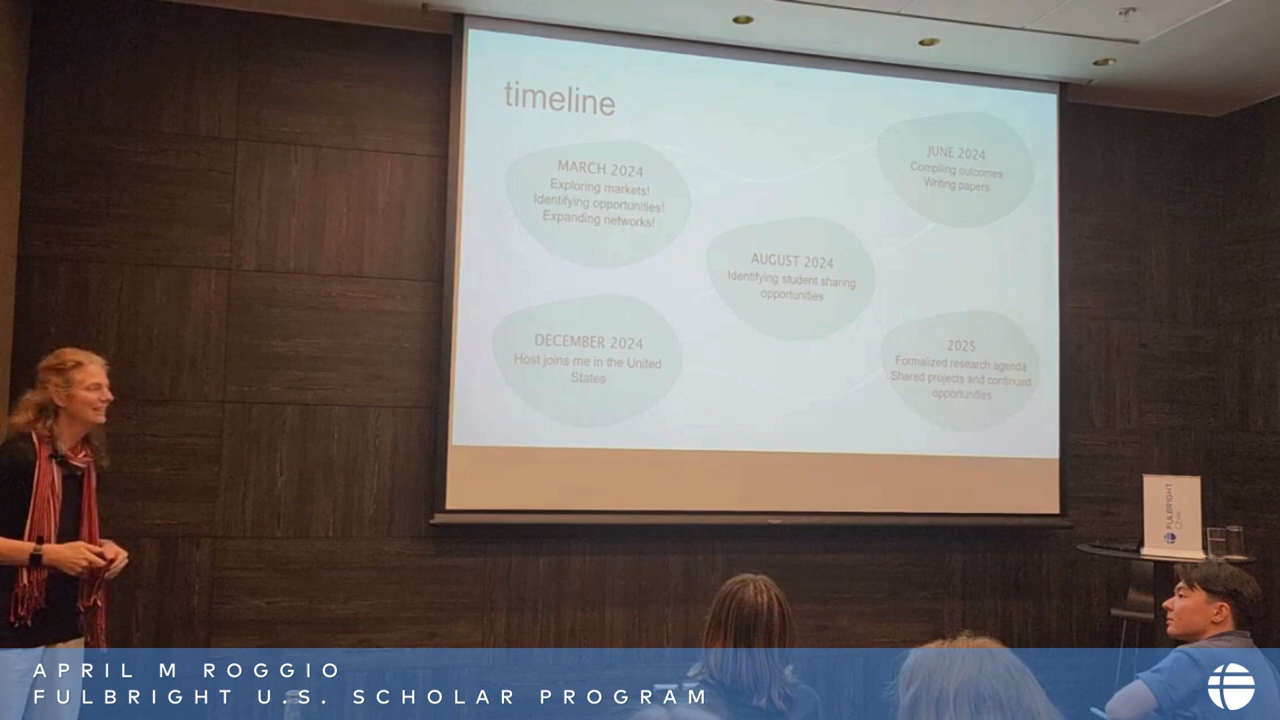 timeline
MARCH 2024
Exploring markets!
Identifying opportunities!
Expanding networks!
JUNE 2024
Compiling outcomes
Writing papers
AUGUST 2024
Identifying student sharing
opportunities
DECEMBER 2024
Host joins me in the United
States
2025
Formalized research agenda
Shared projects and continued
opportunities
FULBRIGHT
APRIL M ROGGIO
FULBRIGHT U.S. SCHOLAR PROGRAM